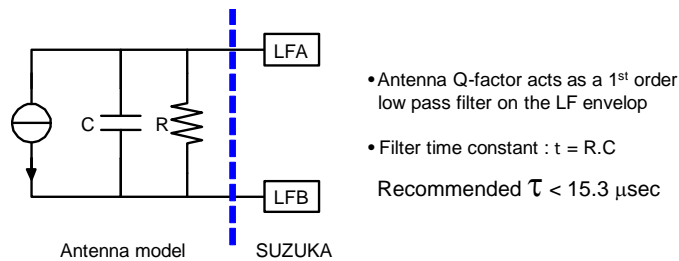 LFA
C
R
LFB
Antenna model
SUZUKA
• Antenna Q-factor acts as a 1st order
low pass filter on the LF envelop
• Filter time constant : t = R.C
Recommended τ < 15.3 μsec